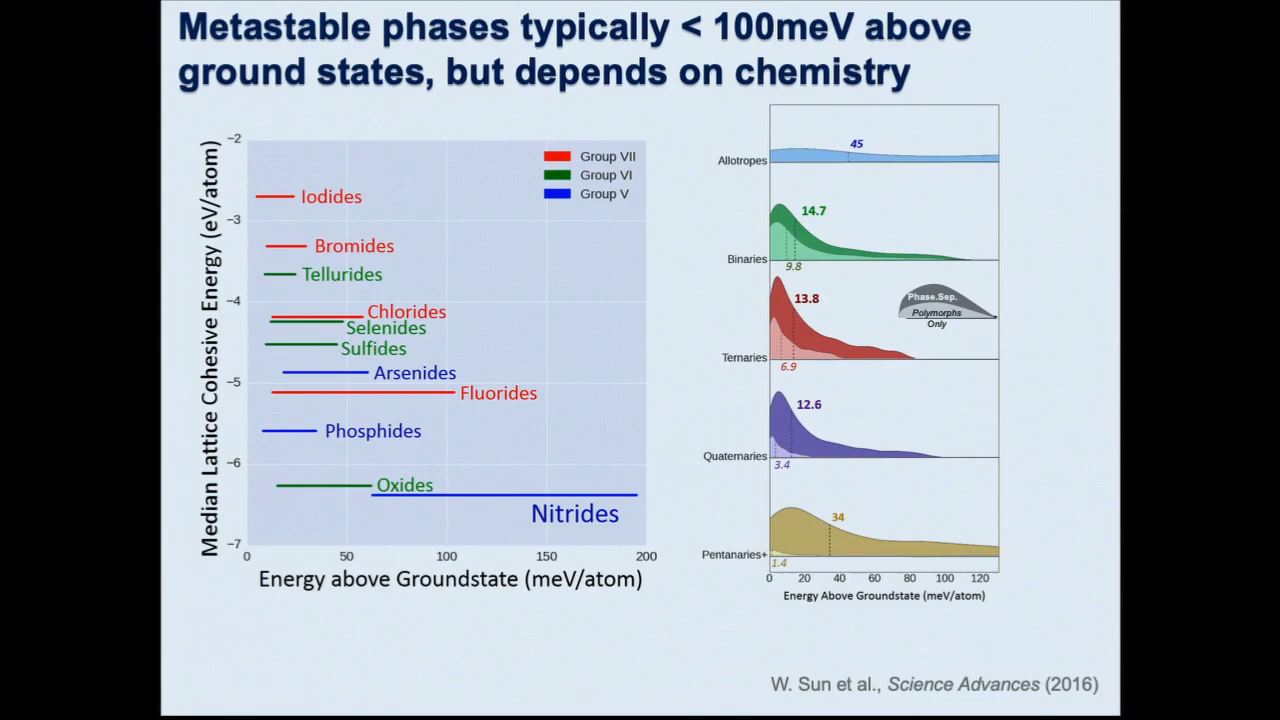 Metastable phases typically < 100meV above
ground states, but depends on chemistry
Median Lattice Cohesive Energy (eV/atom)
−2
−3
−4
−5
−6
−7
Group VII
Group VI
Group V
Iodides
Bromides
Tellurides
Chlorides
Selenides
Sulfides
Arsenides
Fluorides
Phosphides
Oxides
Nitrides
0 50 100 150 200
Energy above Groundstate (meV/atom)
Allotropes
45
Binaries
14.7
9.8
Ternaries
13.8
6.9
Phase.Sep.
Polymorphs
Only
Quaternaries
12.6
3.4
Pentanaries+
34
1.4
0 20 40 60 80 100 120
Energy Above Groundstate (meV/atom)
W. Sun et al., Science Advances (2016)